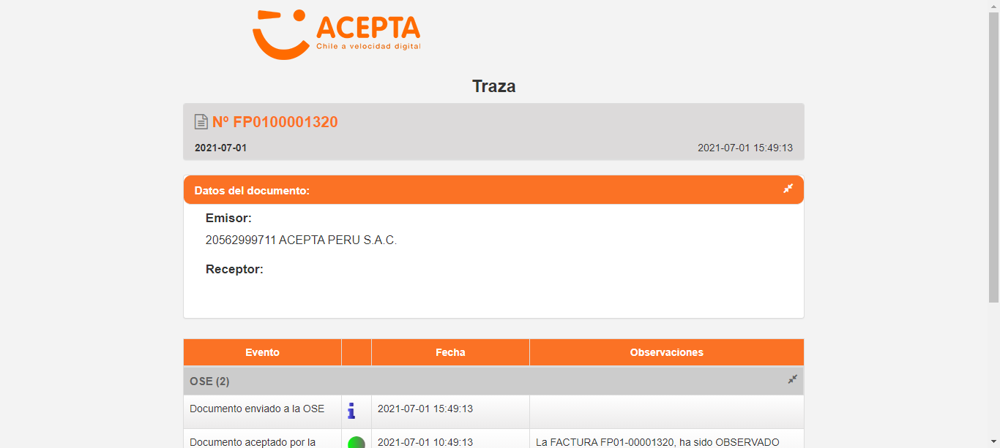 ACEPTA
Chile a velocidad digital
Traza
Nº FP0100001320
2021-07-01
2021-07-01 15:49:13
Datos del documento:
Emisor:
20562999711 ACEPTA PERU S.A.C.
Receptor:
Evento
Fecha
Observaciones
OSE (2)
Documento enviado a la OSE
2021-07-01 15:49:13
Documento aceptado por la
2021-07-01 10:49:13
La FACTURA FP01-00001320, ha sido OBSERVADO